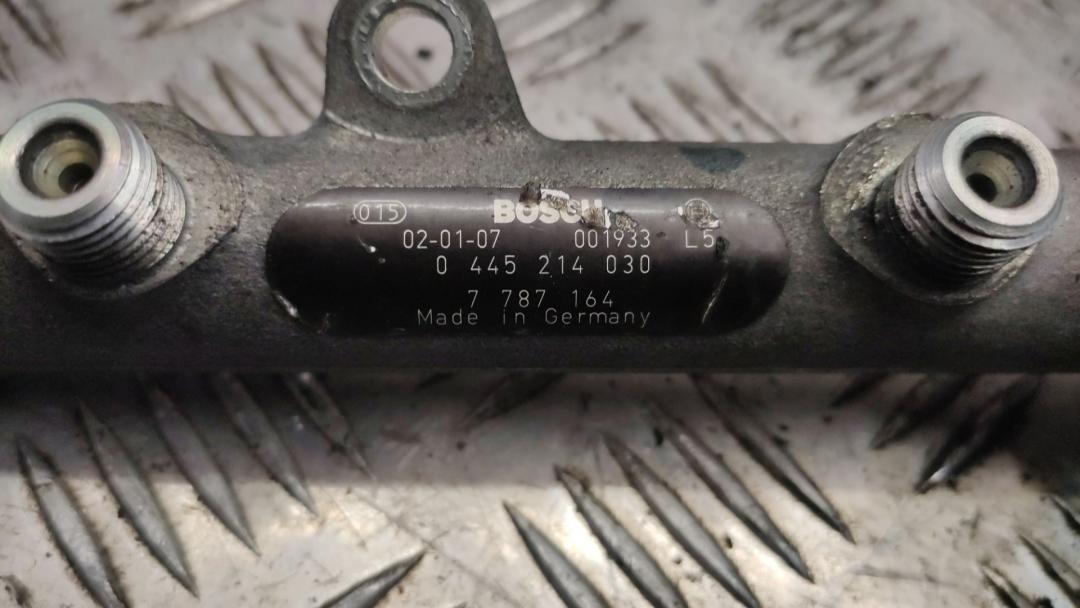 015 BOSCH
02-01-07 001933 L5
0 445 214 030
7 787 164
Made in Germany